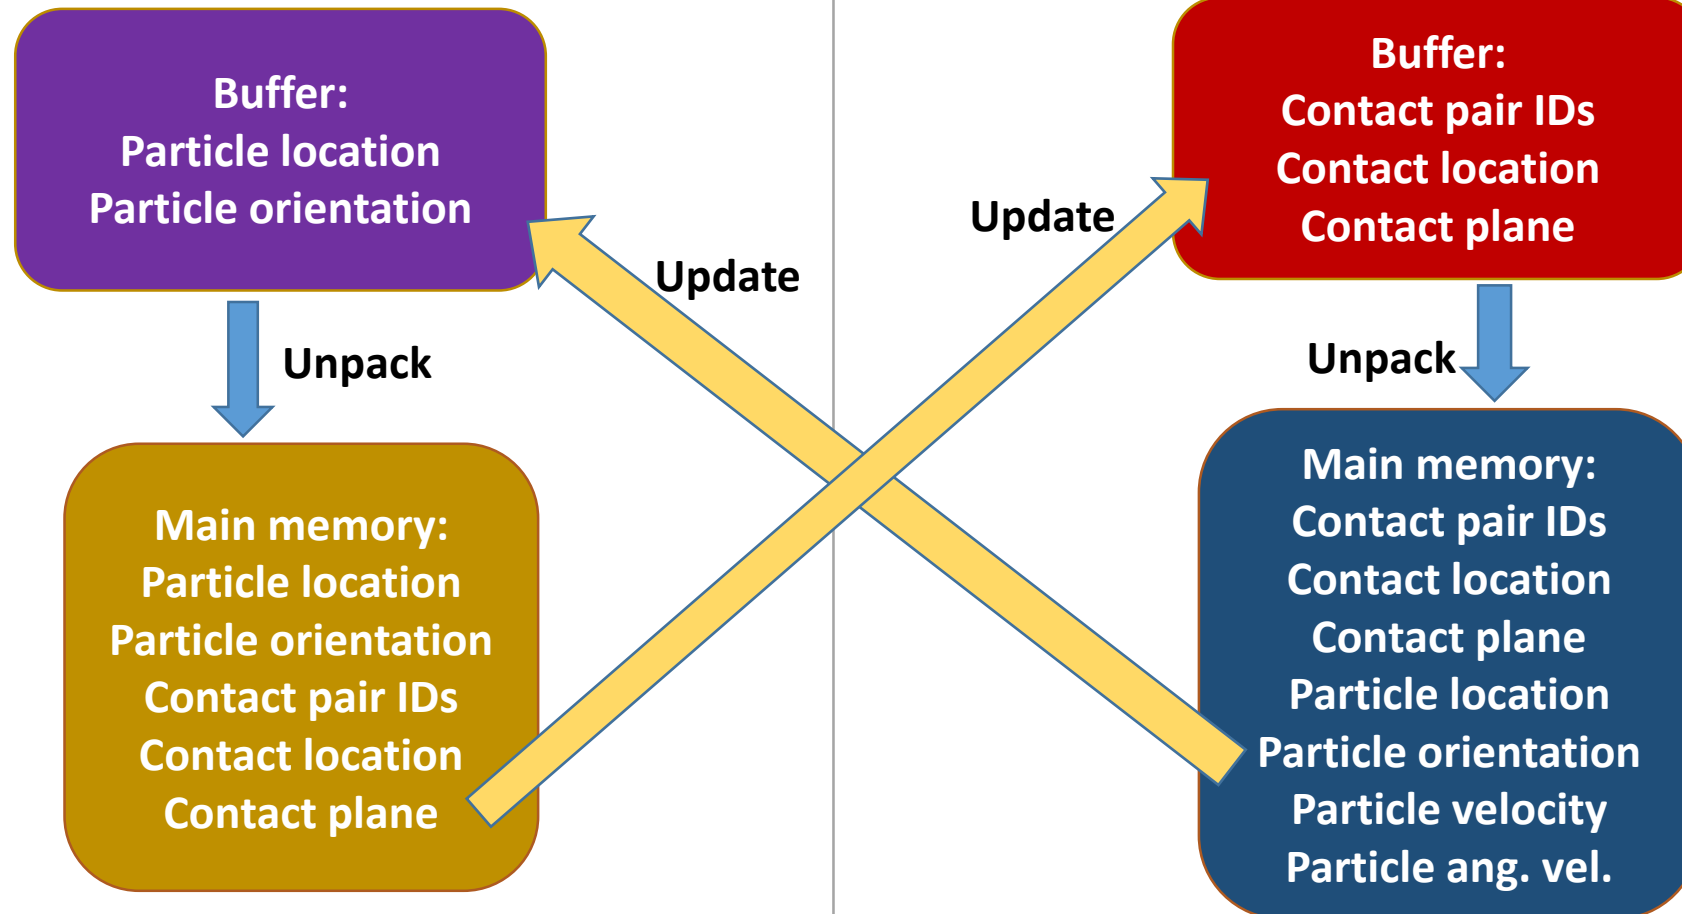 Buffer:
Particle location
Particle orientation
Unpack
Main memory:
Particle location
Particle orientation
Contact pair IDs
Contact location
Contact plane
Update
Update
Buffer:
Contact pair IDs
Contact location
Contact plane
Unpack
Main memory:
Contact pair IDs
Contact location
Contact plane
Particle location
Particle orientation
Particle velocity
Particle ang. vel.